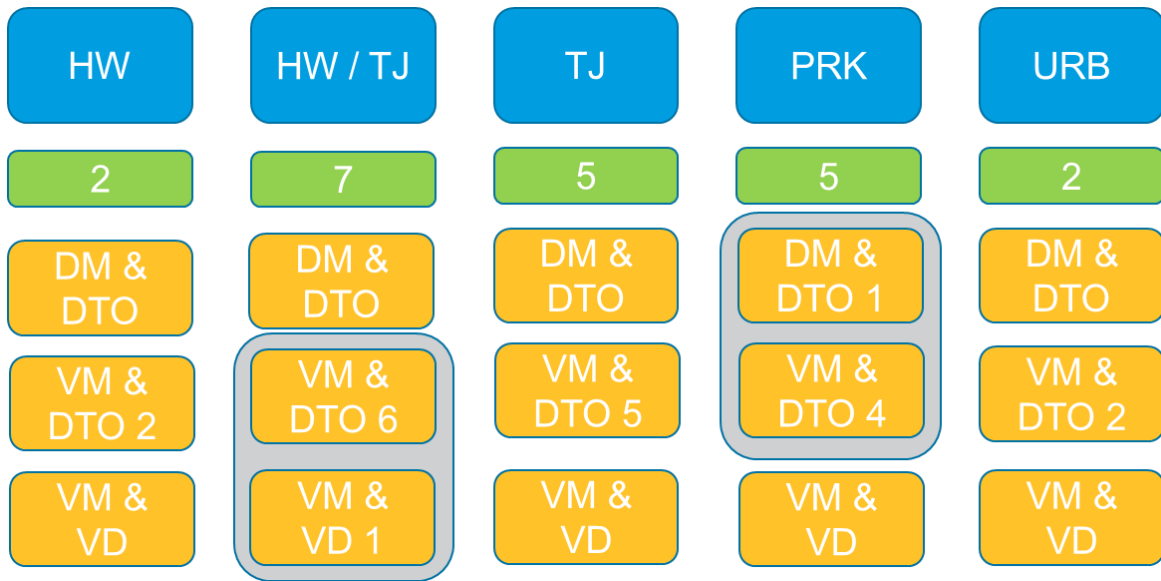 HW
HW / TJ
TJ
PRK
URB
2
7
5
5
2
DM &
DTO
DM &
DTO
DM &
DTO
DM &
DTO 1
DM &
DTO
VM &
DTO 2
VM &
DTO 6
VM &
DTO 5
VM &
DTO 4
VM &
DTO 2
VM &
VD
VM &
VD 1
VM &
VD
VM &
VD
VM &
VD